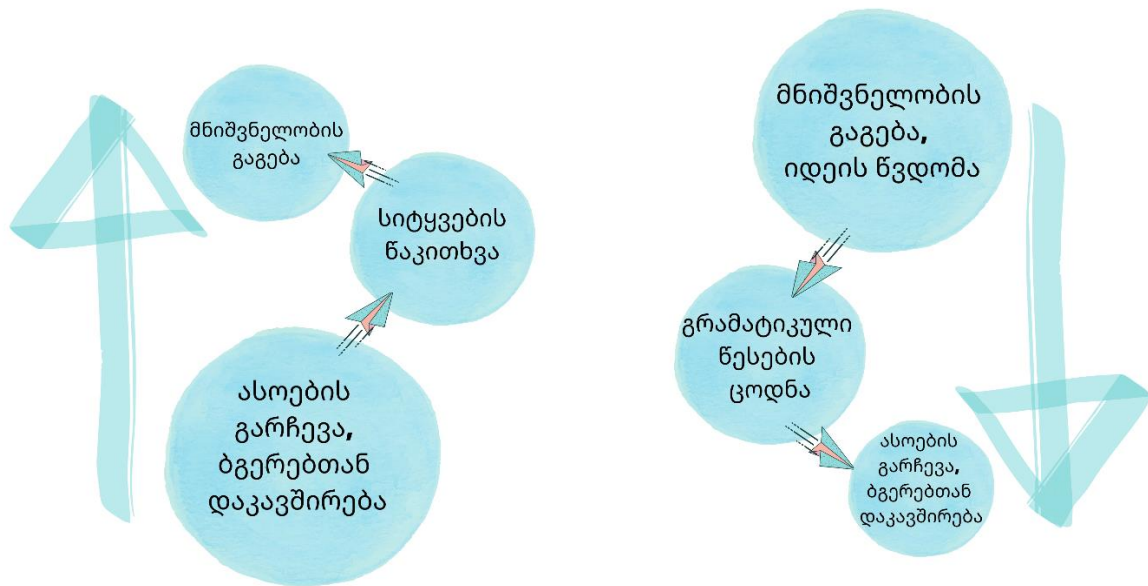 მნიშვნელობის
გაგება
სიტყვების
წაკითხვა
ასოების
გარჩევა,
ბგერებთან
დაკავშირება
მნიშვნელობის
გაგება,
იდეის წვდომა
გრამატიკული
წესების
ცოდნა
ასოების
გარჩევა,
ბგერებთან
დაკავშირება